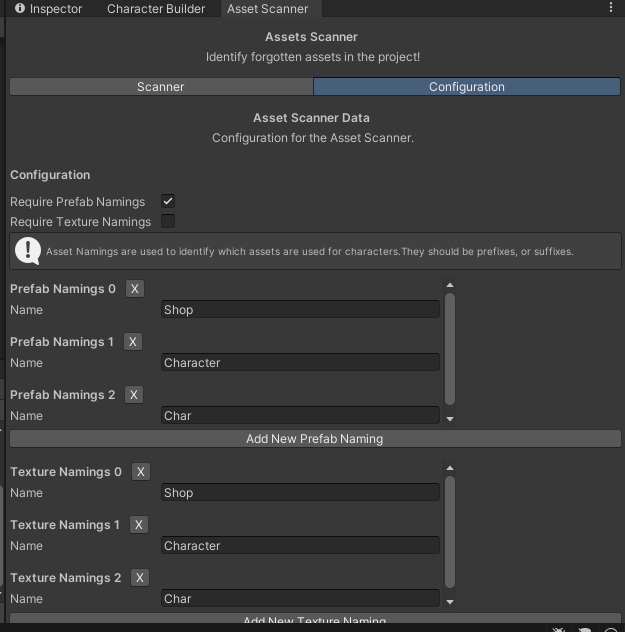 Inspector Character Builder Asset Scanner
Assets Scanner
Identify forgotten assets in the project!
Scanner Configuration
Asset Scanner Data
Configuration for the Asset Scanner.
Configuration
Require Prefab Namings
Require Texture Namings
Asset Namings are used to identify which assets are used for characters.They should be prefixes, or suffixes.
Prefab Namings 0 X
Name Shop
Prefab Namings 1 X
Name Character
Prefab Namings 2 X
Name Char
Add New Prefab Naming
Texture Namings 0 X
Name Shop
Texture Namings 1 X
Name Character
Texture Namings 2 X
Name Char
Add New Texture Naming